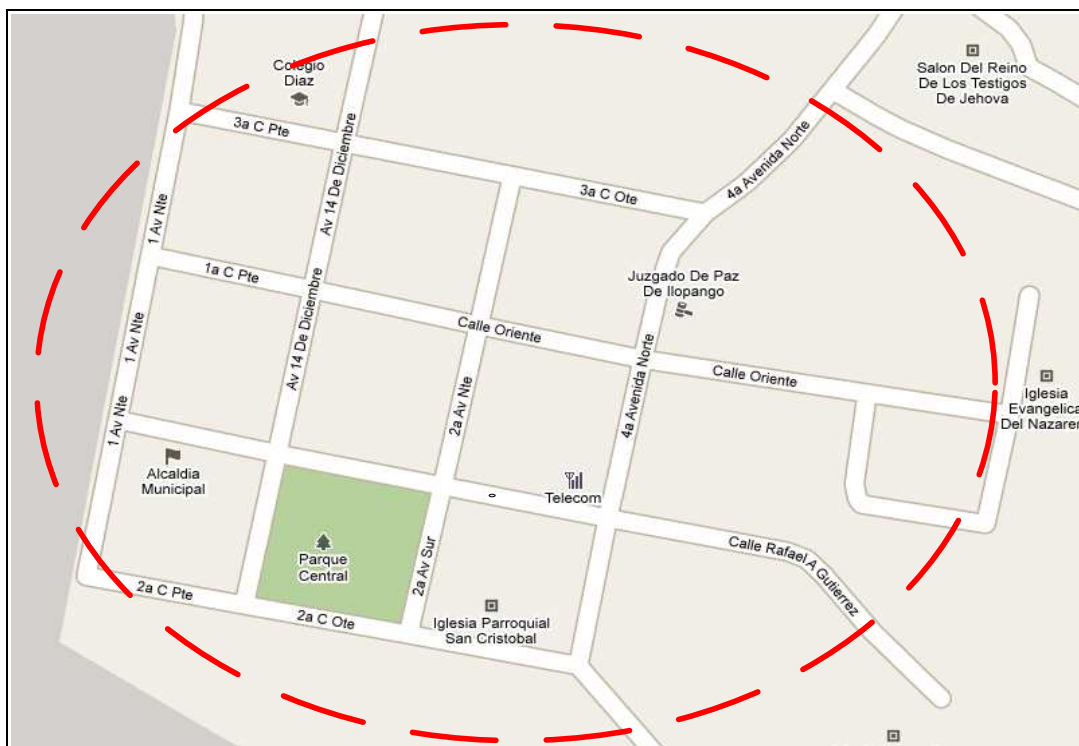 Colegio
Diaz
Salon Del Reino
De Los Testigos
De Jehova
3a C Pte
Av 14 De Diciembre
4a Avenida Norte
3a C Ote
1 Av Nte
1a C Pte
Juzgado De Paz
De Ilopango
Av 14 De Diciembre
1 Av Nte
Calle Oriente
Calle Oriente
4a Avenida Norte
2a Av Nte
1 Av Nte
Iglesia
Evangelica
Del Nazaren
Alcaldia
Municipal
Telecom
2a Av Sur
Calle Rafael A Gutierrez
Parque
Central
2a C Pte
2a C Ote
Iglesia Parroquial
San Cristobal